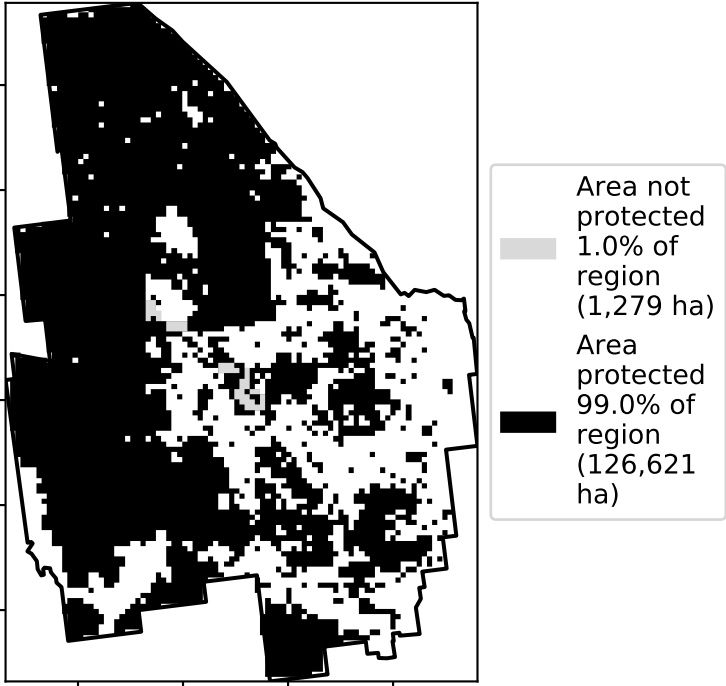 Area not
protected
1.0% of
region
(1,279 ha)
Area
protected
99.0% of
region
(126,621
ha)